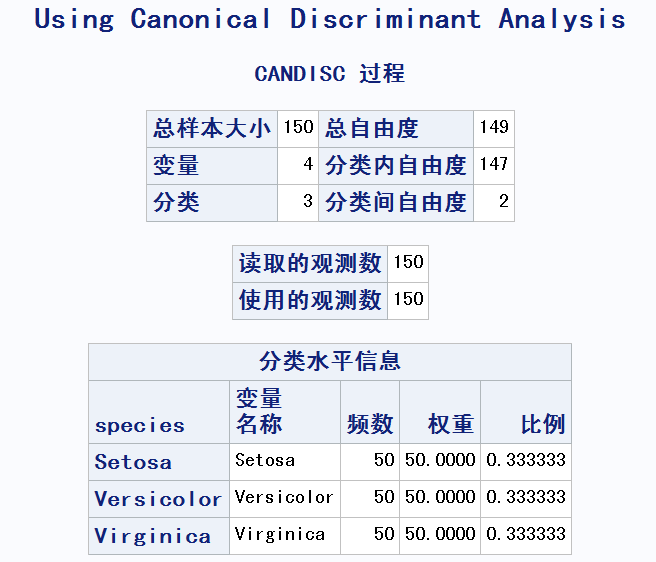 Using Canonical Discriminant Analysis
CANDISC 过程
总样本大小 150 总自由度 149
变量 4 分类内自由度 147
分类 3 分类间自由度 2
读取的观测数 150
使用的观测数 150
分类水平信息
species 变量名称 频数 权重 比例
Setosa Setosa 50 50.0000 0.333333
Versicolor Versicolor 50 50.0000 0.333333
Virginica Virginica 50 50.0000 0.333333